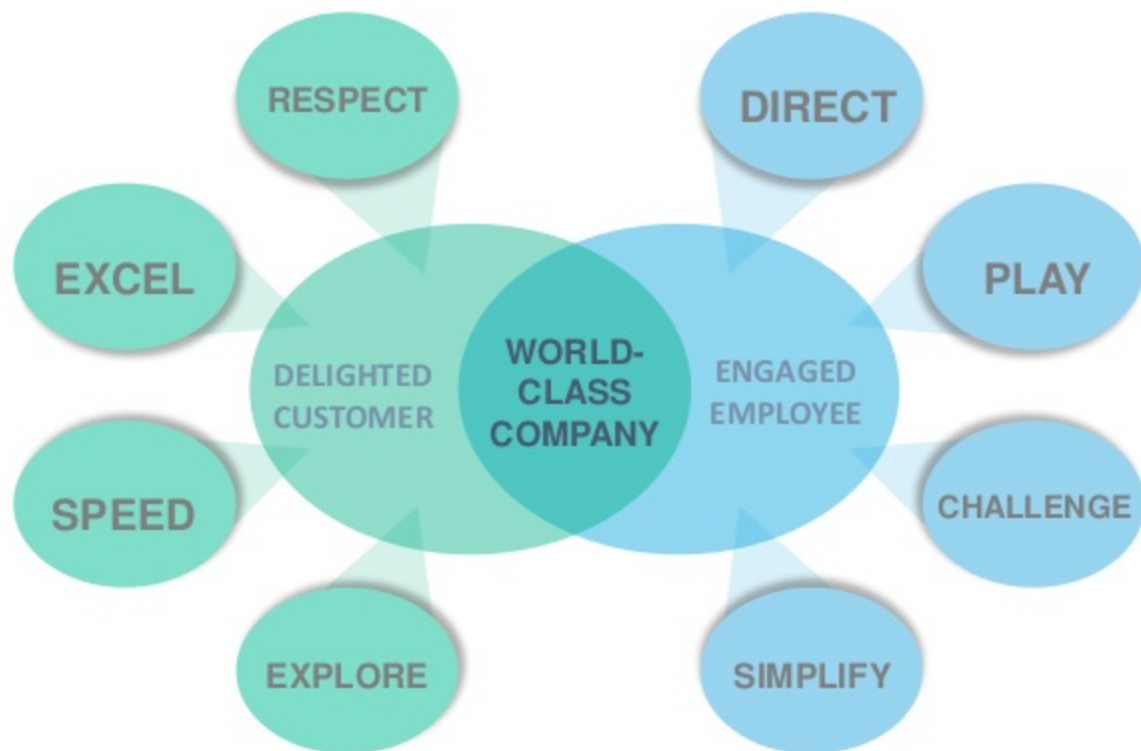 RESPECT
DIRECT
EXCEL
PLAY
DELIGHTED
CUSTOMER
WORLD-
CLASS
COMPANY
ENGAGED
EMPLOYEE
SPEED
CHALLENGE
EXPLORE
SIMPLIFY